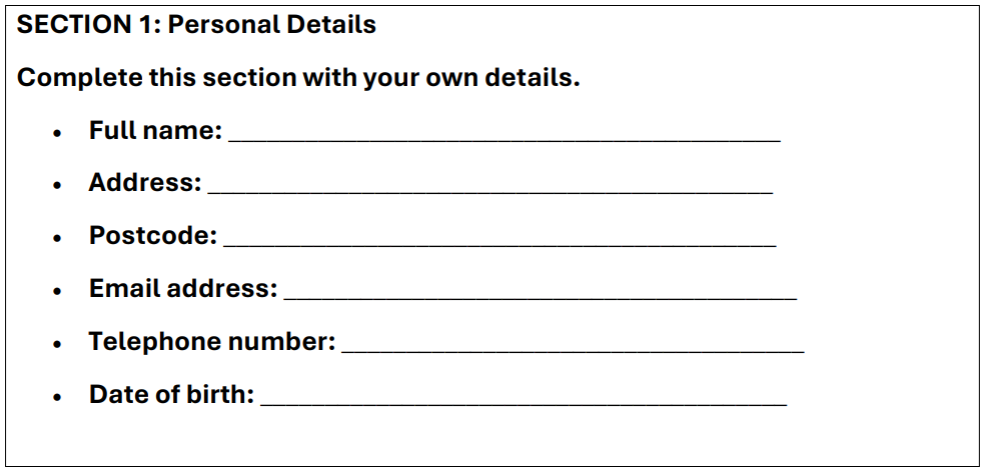 SECTION 1: Personal Details
Complete this section with your own details.
• Full name: ________________________________________
• Address: _________________________________________
• Postcode: ________________________________________
• Email address: _____________________________________
• Telephone number: _________________________________
• Date of birth: ______________________________________